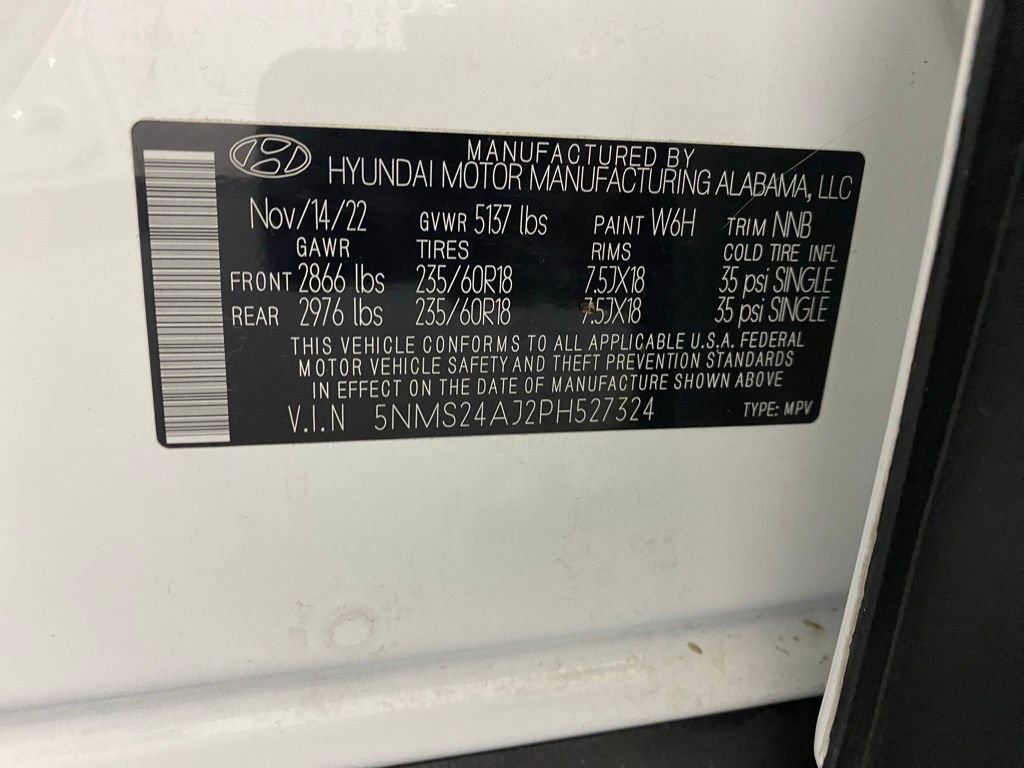 MANUFACTURED BY
HYUNDAI MOTOR MANUFACTURING ALABAMA, LLC
Nov/14/22 GVWR 5137 lbs PAINT W6H TRIM NNB
GAWR TIRES RIMS COLD TIRE INFL
FRONT 2866 lbs 235/60R18 7.5JX18 35 psi SINGLE
REAR 2976 lbs 235/60R18 7.5JX18 35 psi SINGLE
THIS VEHICLE CONFORMS TO ALL APPLICABLE U.S.A. FEDERAL
MOTOR VEHICLE SAFETY AND THEFT PREVENTION STANDARDS
IN EFFECT ON THE DATE OF MANUFACTURE SHOWN ABOVE
V.I.N 5NMS24AJ2PH527324 TYPE: MPV